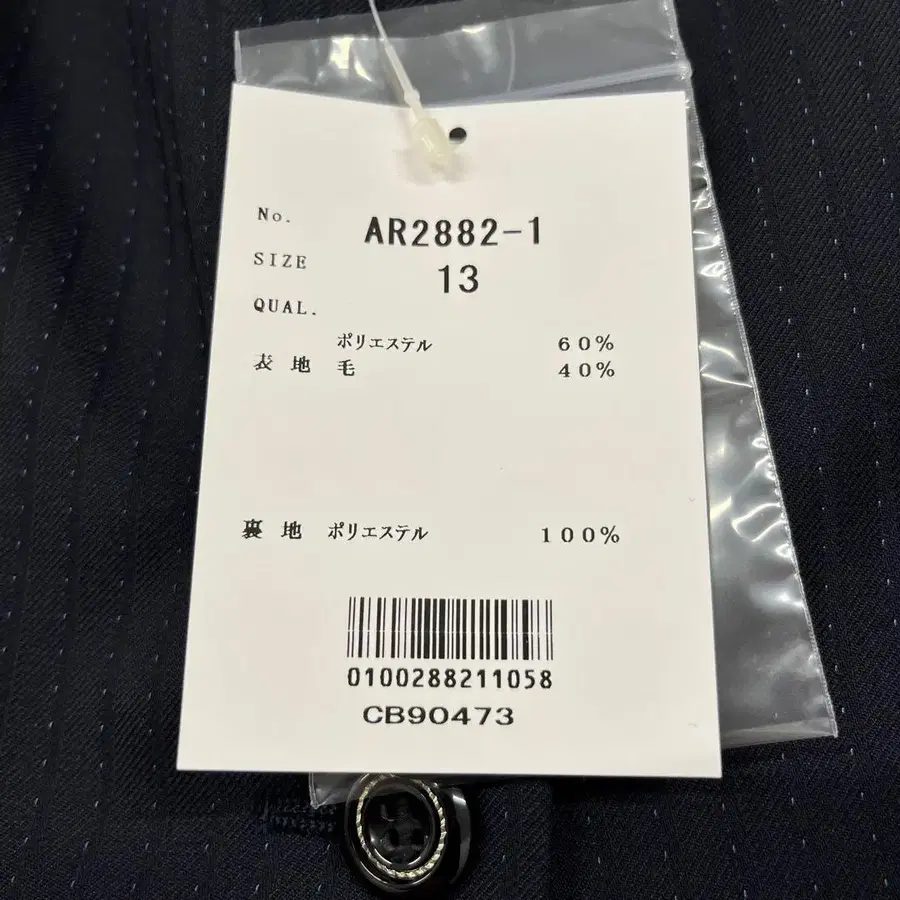 No. AR2882-1
SIZE 13
QUAL.
ポリエステル 60%
表地 毛 40%
裏地 ポリエステル 100%
0100288211058
CB90473